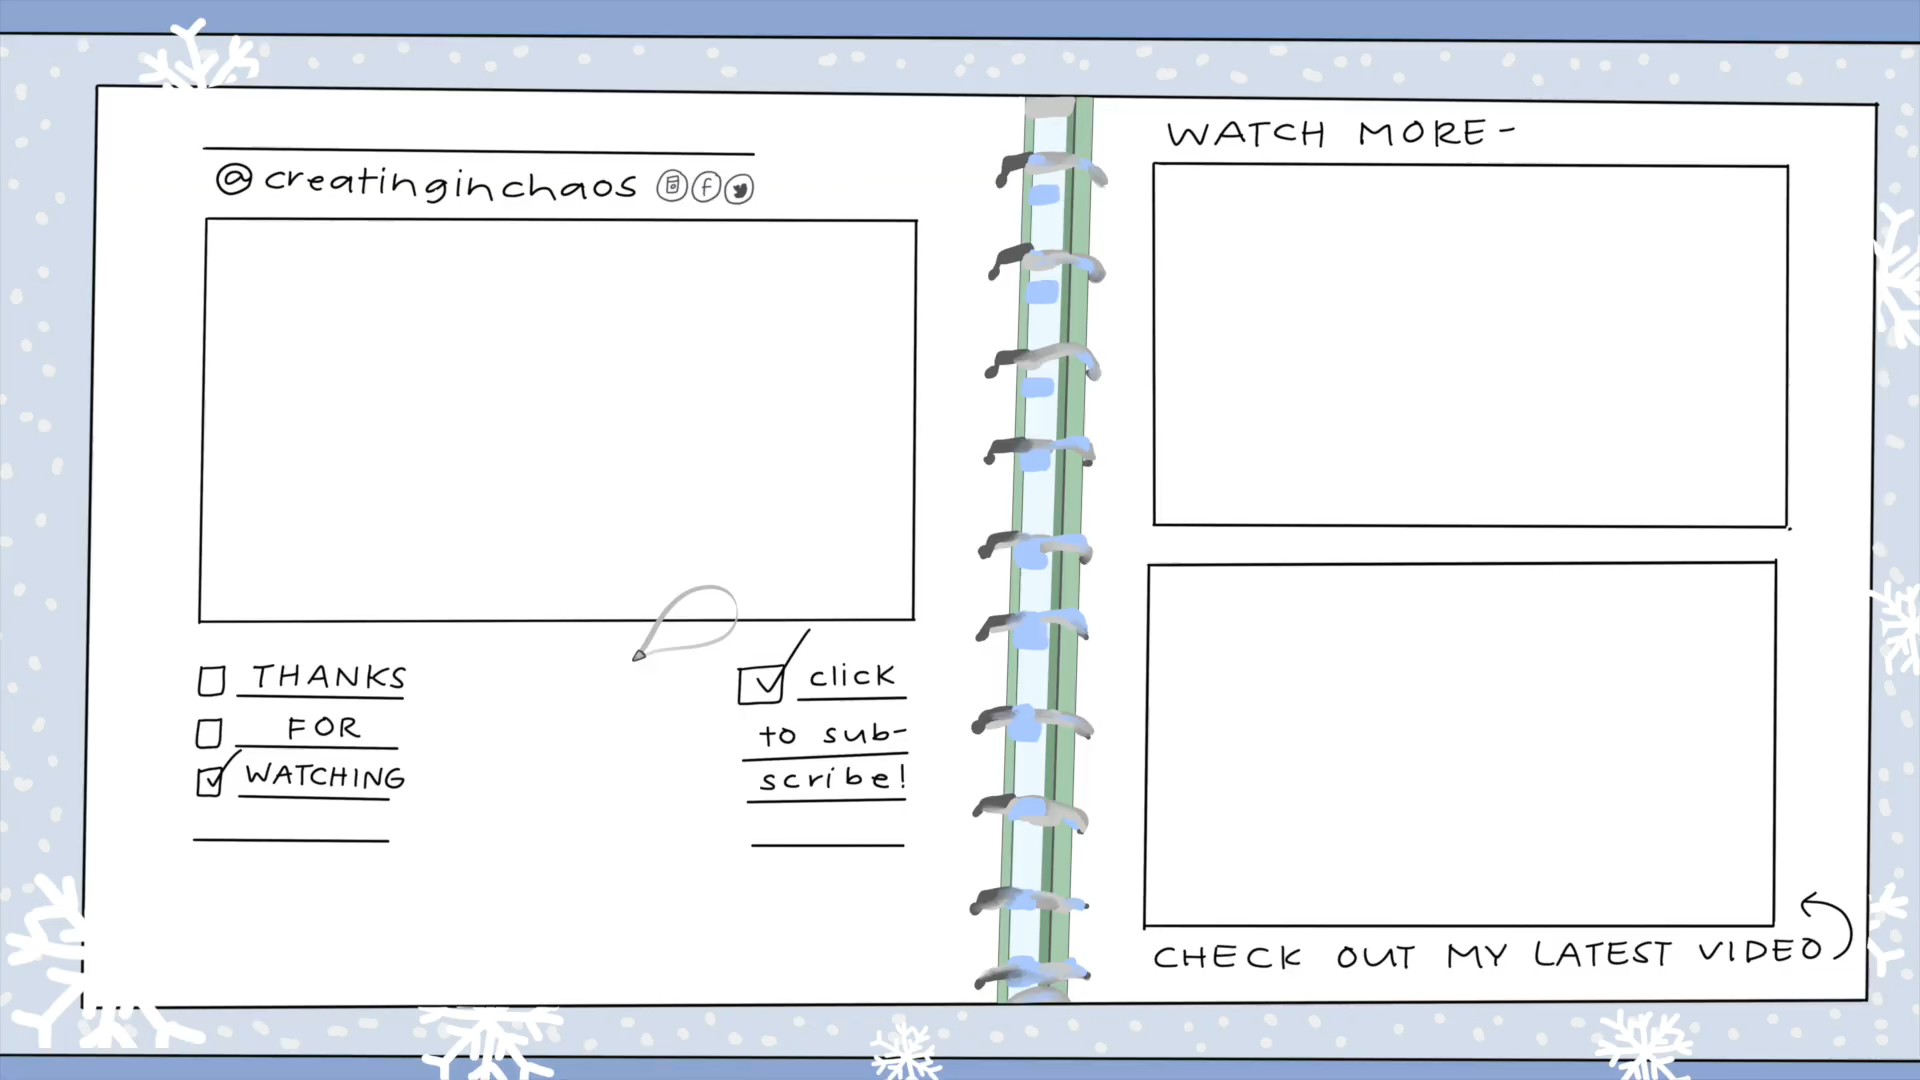 @creatinginchaos
THANKS
FOR
WATCHING
click
to sub-
scribe!
WATCH MORE-
CHECK OUT MY LATEST VIDEO